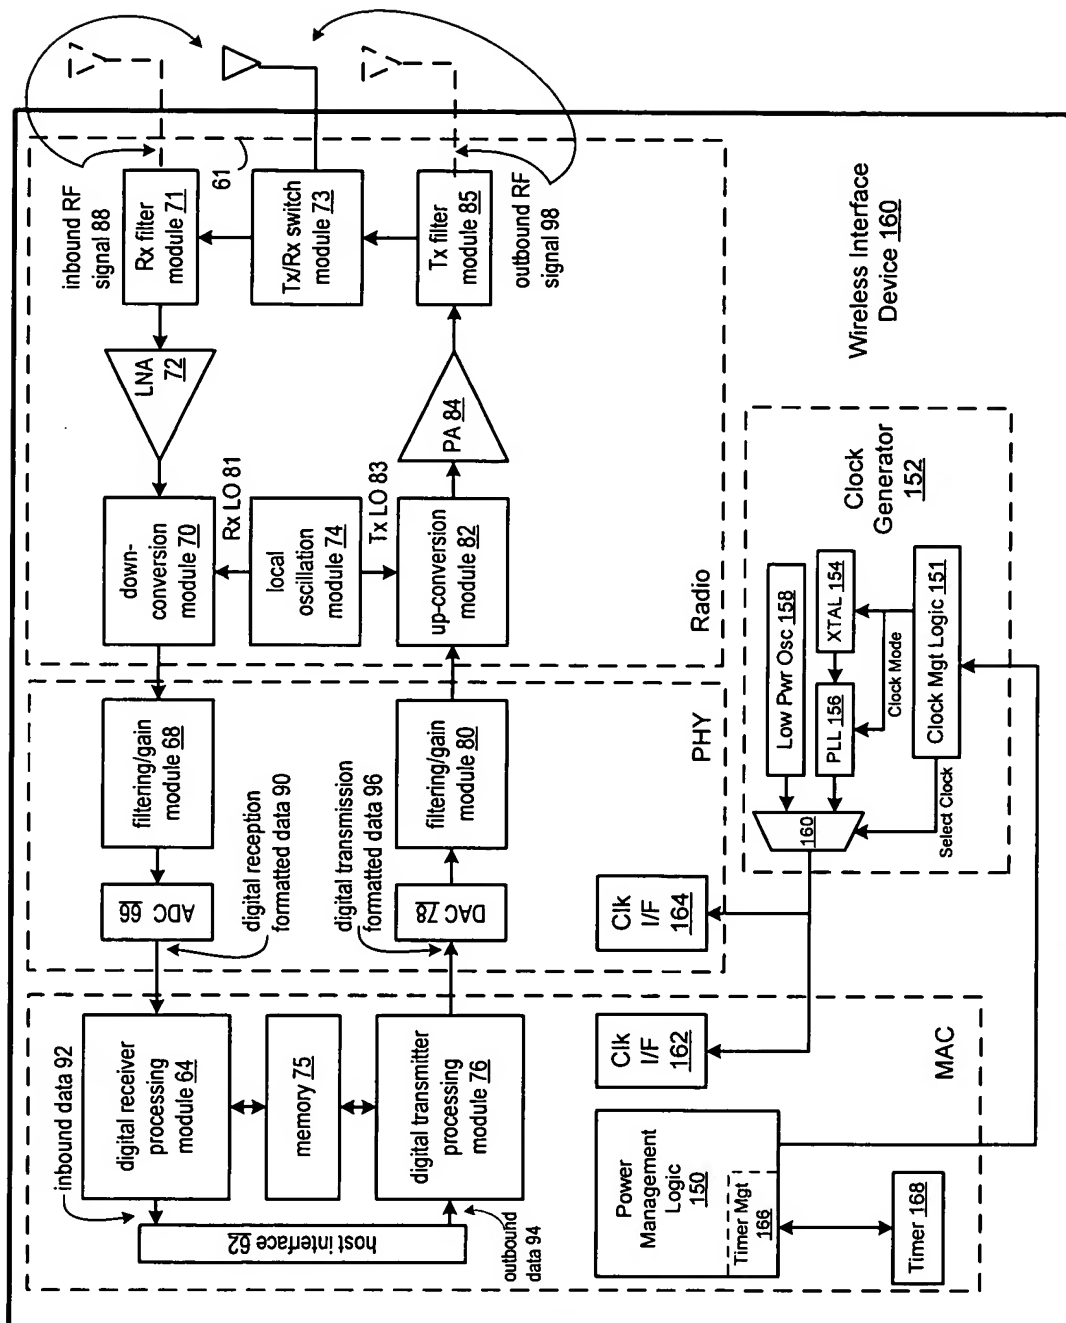 inbound data 92
host interface 62
outbound
data 94
digital receiver
processing
module 64
memory 75
digital transmitter
processing
module 76
ADC 66
digital reception
formatted data 90
digital transmission
formatted data 96
DAC 78
filtering/gain
module 68
filtering/gain
module 80
down-
conversion
module 70
Rx LO 81
local
oscillation
module 74
Tx LO 83
up-conversion
module 82
LNA
72
PA 84
inbound RF
signal 88
Rx filter
module 71
61
Tx/Rx switch
module 73
Tx filter
module 85
outbound RF
signal 98
Radio
PHY
MAC
Power
Management
Logic
150
Timer Mgt
166
Timer 168
Clk
I/F
162
Clk
I/F
164
160
Select Clock
Low Pwr Osc 158
PLL 156
XTAL 154
Clock Mode
Clock Mgt Logic 151
Clock
Generator
152
Wireless Interface
Device 160